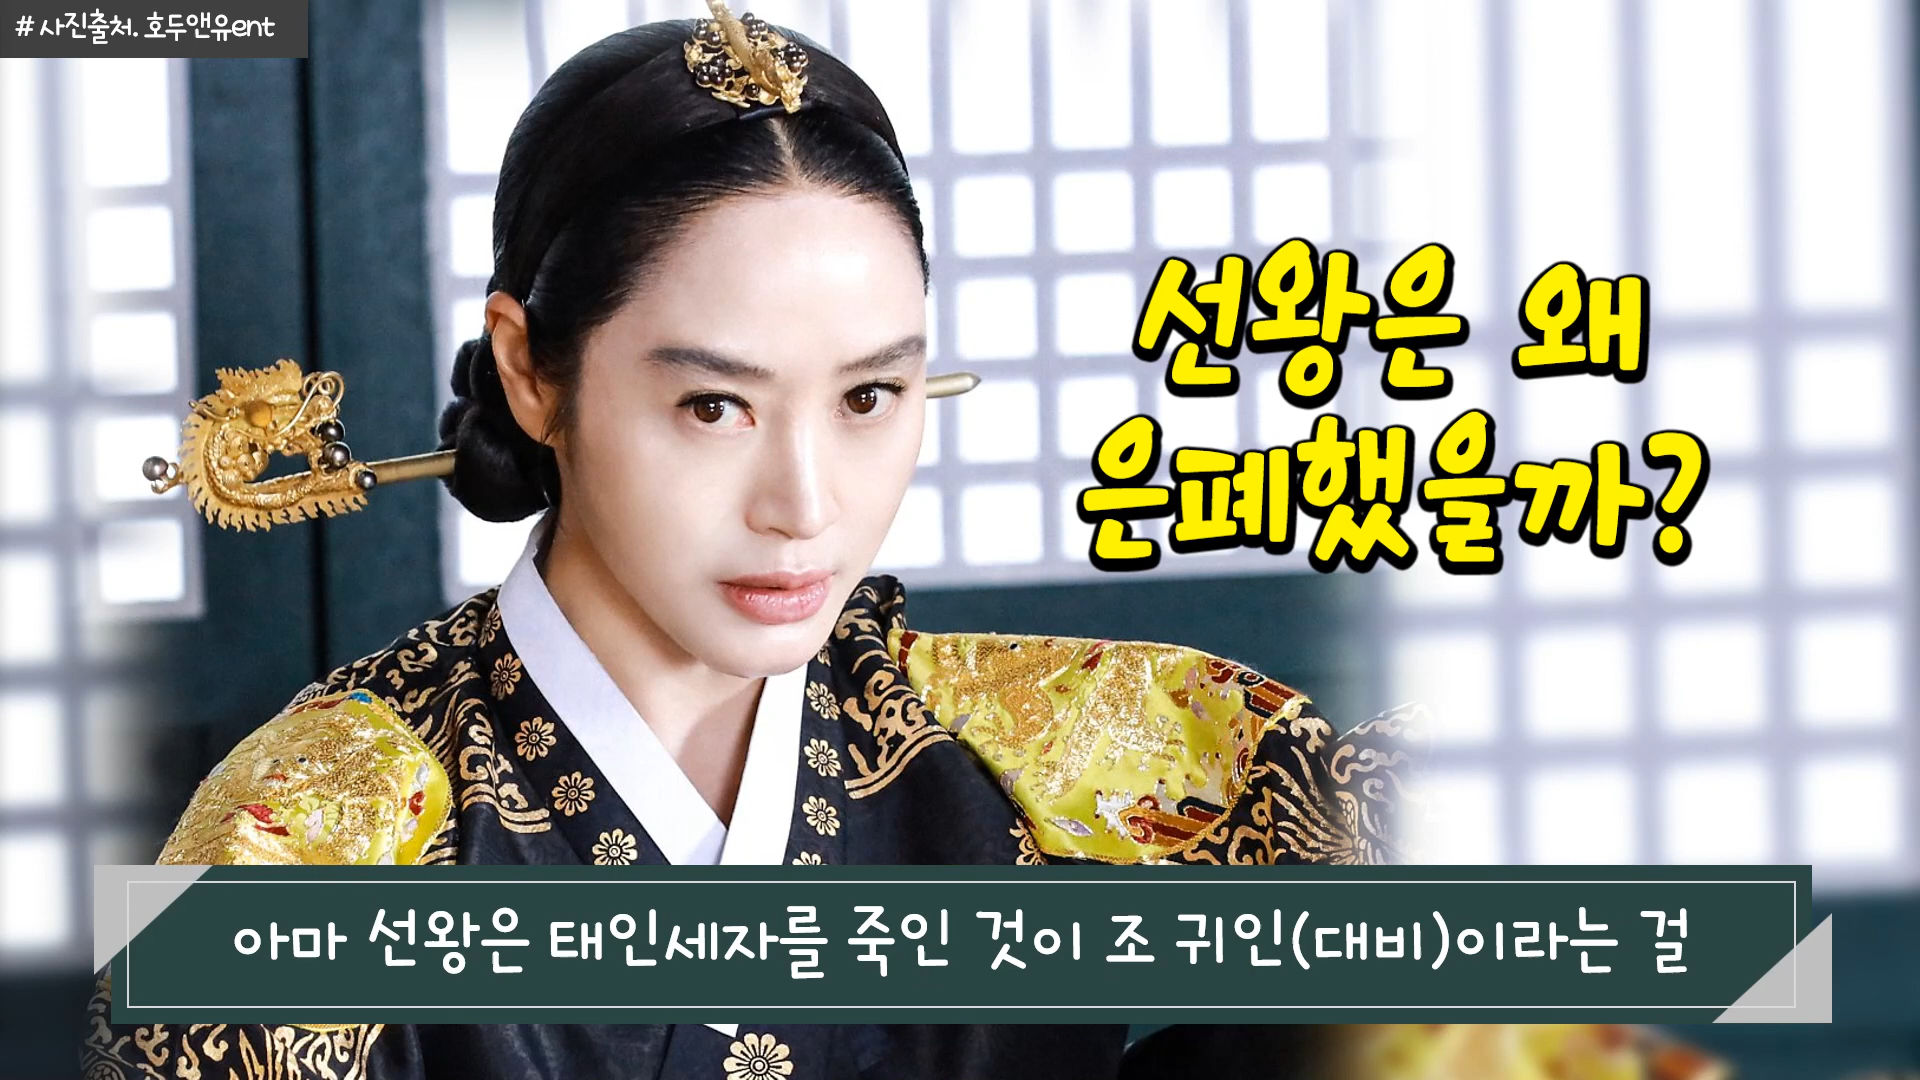 # 사진출처. 호두앤유ent
선왕은 왜
은폐했을까?
아마 선왕은 태인세자를 죽인 것이 조 귀인(대비)이라는 걸